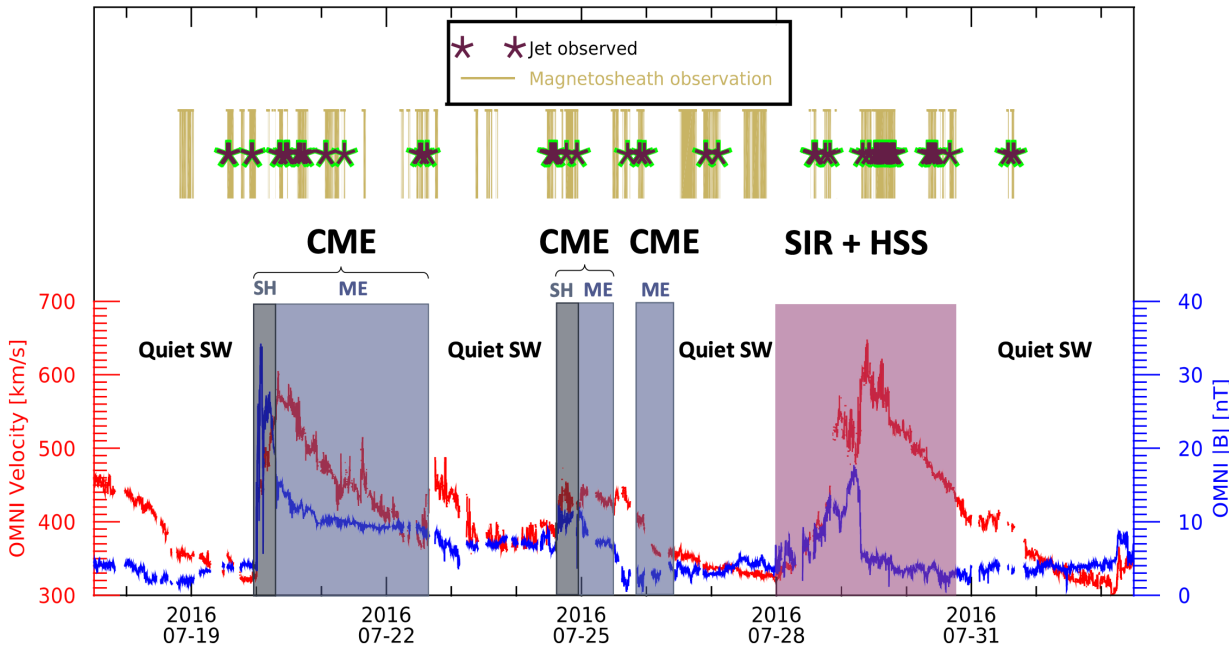 Jet observed
Magnetosheath observation
CME
CME
CME
SIR + HSS
SH
ME
SH
ME
ME
700
600
500
400
300
OMNI Velocity [km/s]
Quiet SW
Quiet SW
Quiet SW
Quiet SW
40
30
20
10
0
OMNI |B| [nT]
2016
07-19
2016
07-22
2016
07-25
2016
07-28
2016
07-31